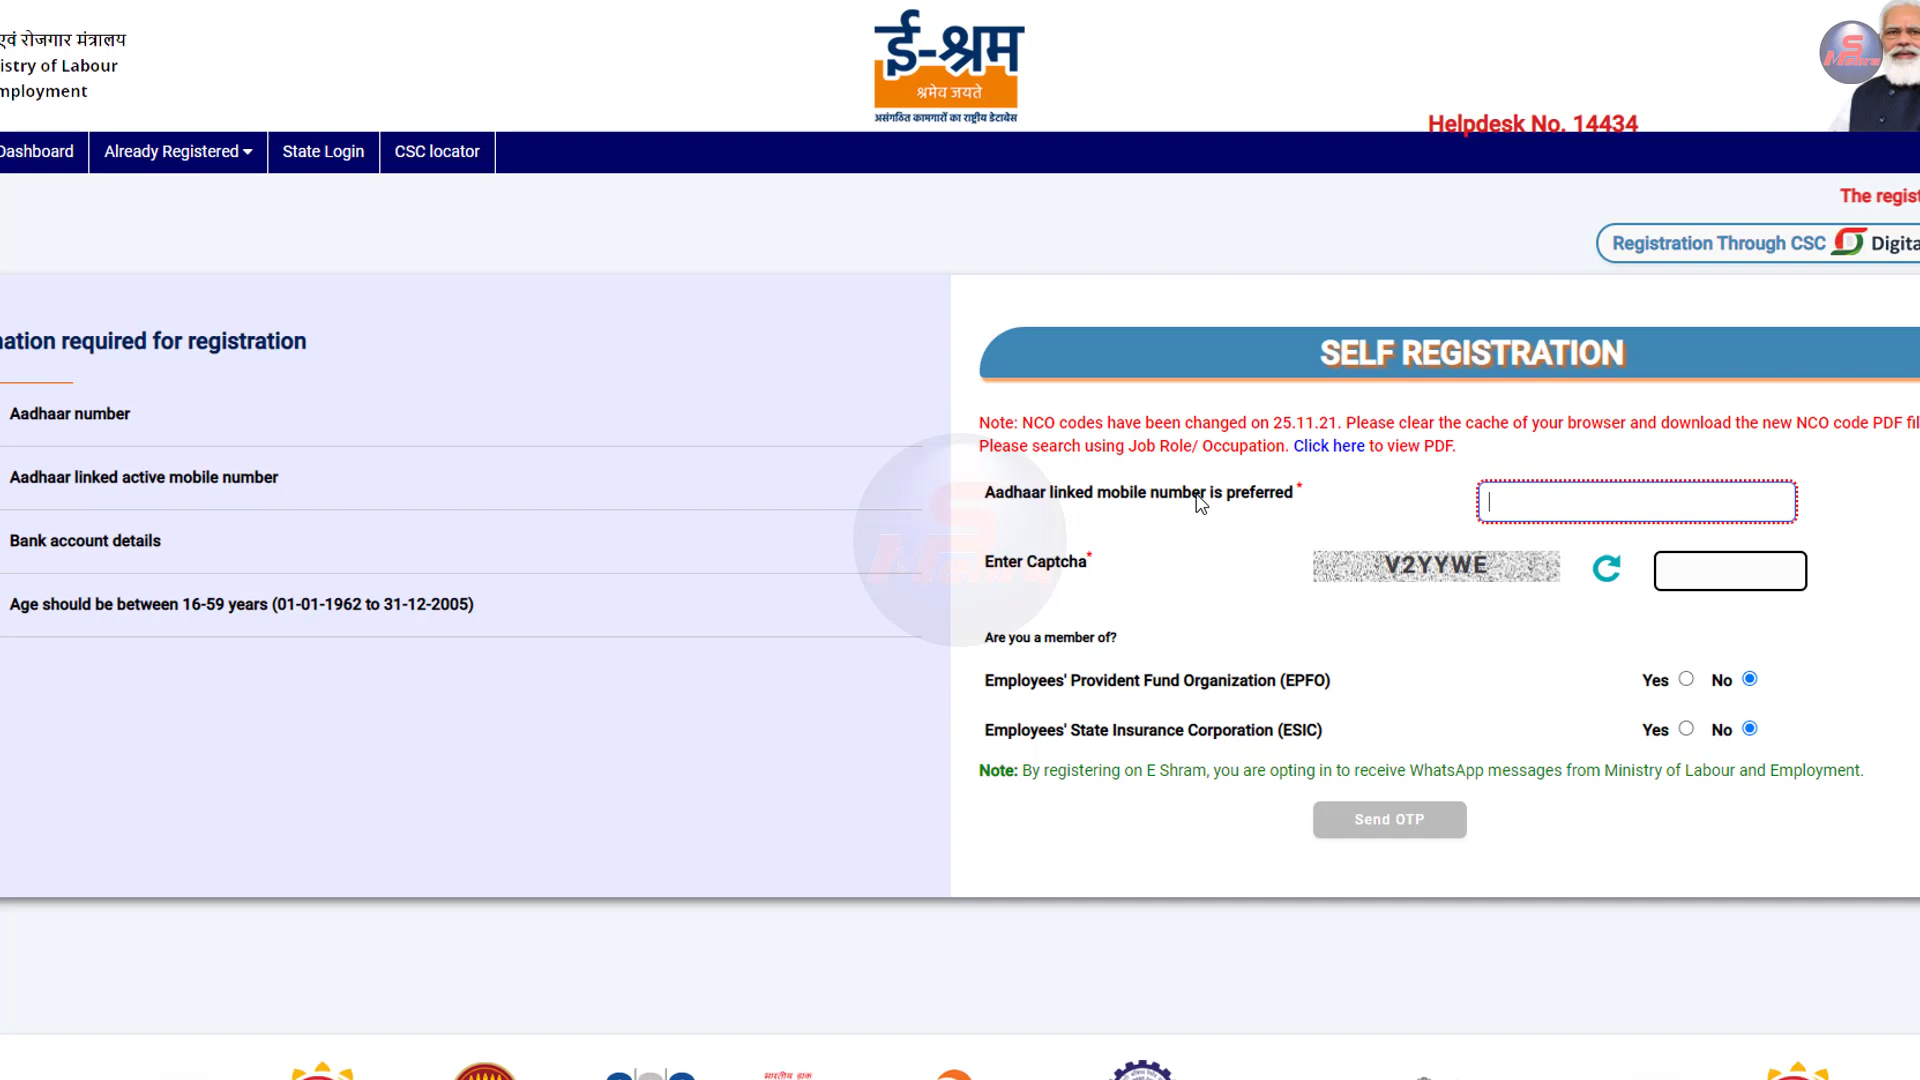 एवं रोजगार मंत्रालय
istry of Labour
mployment
ई-श्रम
श्रमेव जयते
असंगठित कामगारों का राष्ट्रीय डेटाबेस
Helpdesk No. 14434
Dashboard
Already Registered
State Login
CSC locator
The regist
Registration Through CSC
Digita
ation required for registration
Aadhaar number
Aadhaar linked active mobile number
Bank account details
Age should be between 16-59 years (01-01-1962 to 31-12-2005)
SELF REGISTRATION
Note: NCO codes have been changed on 25.11.21. Please clear the cache of your browser and download the new NCO code PDF fil
Please search using Job Role/ Occupation. Click here to view PDF.
Aadhaar linked mobile number is preferred *
Enter Captcha*
V2YYWE
Are you a member of?
Employees' Provident Fund Organization (EPFO)
Yes No
Employees' State Insurance Corporation (ESIC)
Yes No
Note: By registering on E Shram, you are opting in to receive WhatsApp messages from Ministry of Labour and Employment.
Send OTP
भारतीय डाक